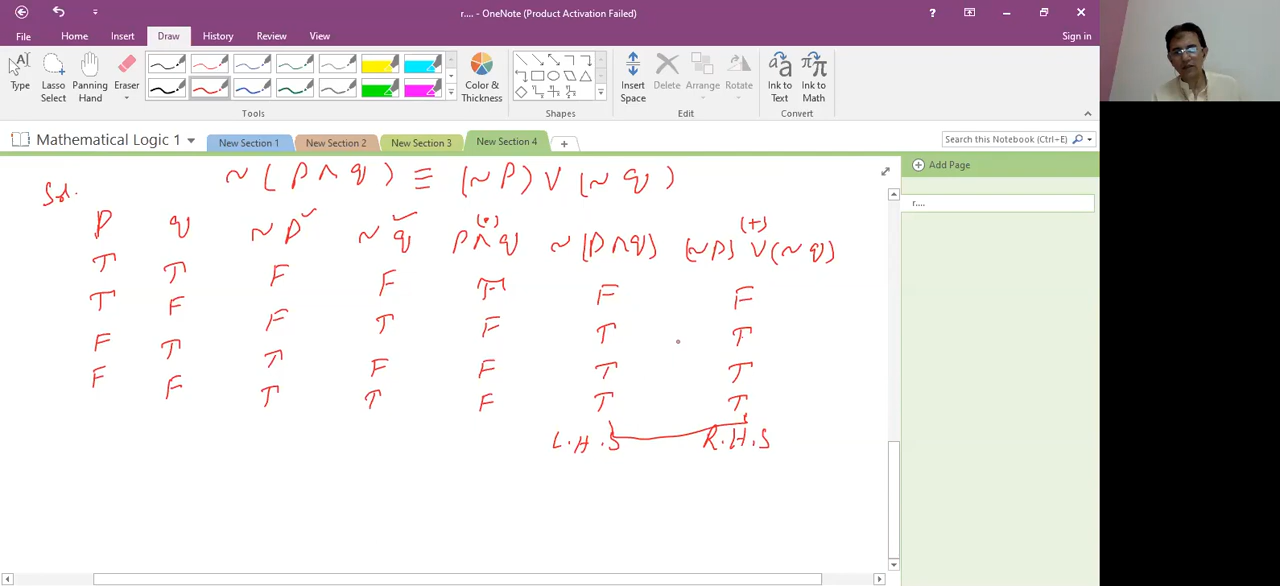 r.... - OneNote (Product Activation Failed)
?
File Home Insert Draw History Review View Sign in
Type Lasso Select Panning Hand Eraser Color & Thickness Insert Space Delete Arrange Rotate Ink to Text Ink to Math
Tools Shapes Edit Convert
Mathematical Logic 1 New Section 1 New Section 2 New Section 3 New Section 4 + Search this Notebook (Ctrl+E)
Add Page
r....
Sol. ~(P∧q) ≡ (~P)∨(~q)
(•) (+)
P q ~P ~q P∧q ~(P∧q) (~P)∨(~q)
T T F F T F F
T F F T F T T
F T T F F T T
F F T T F T T
L.H.S R.H.S